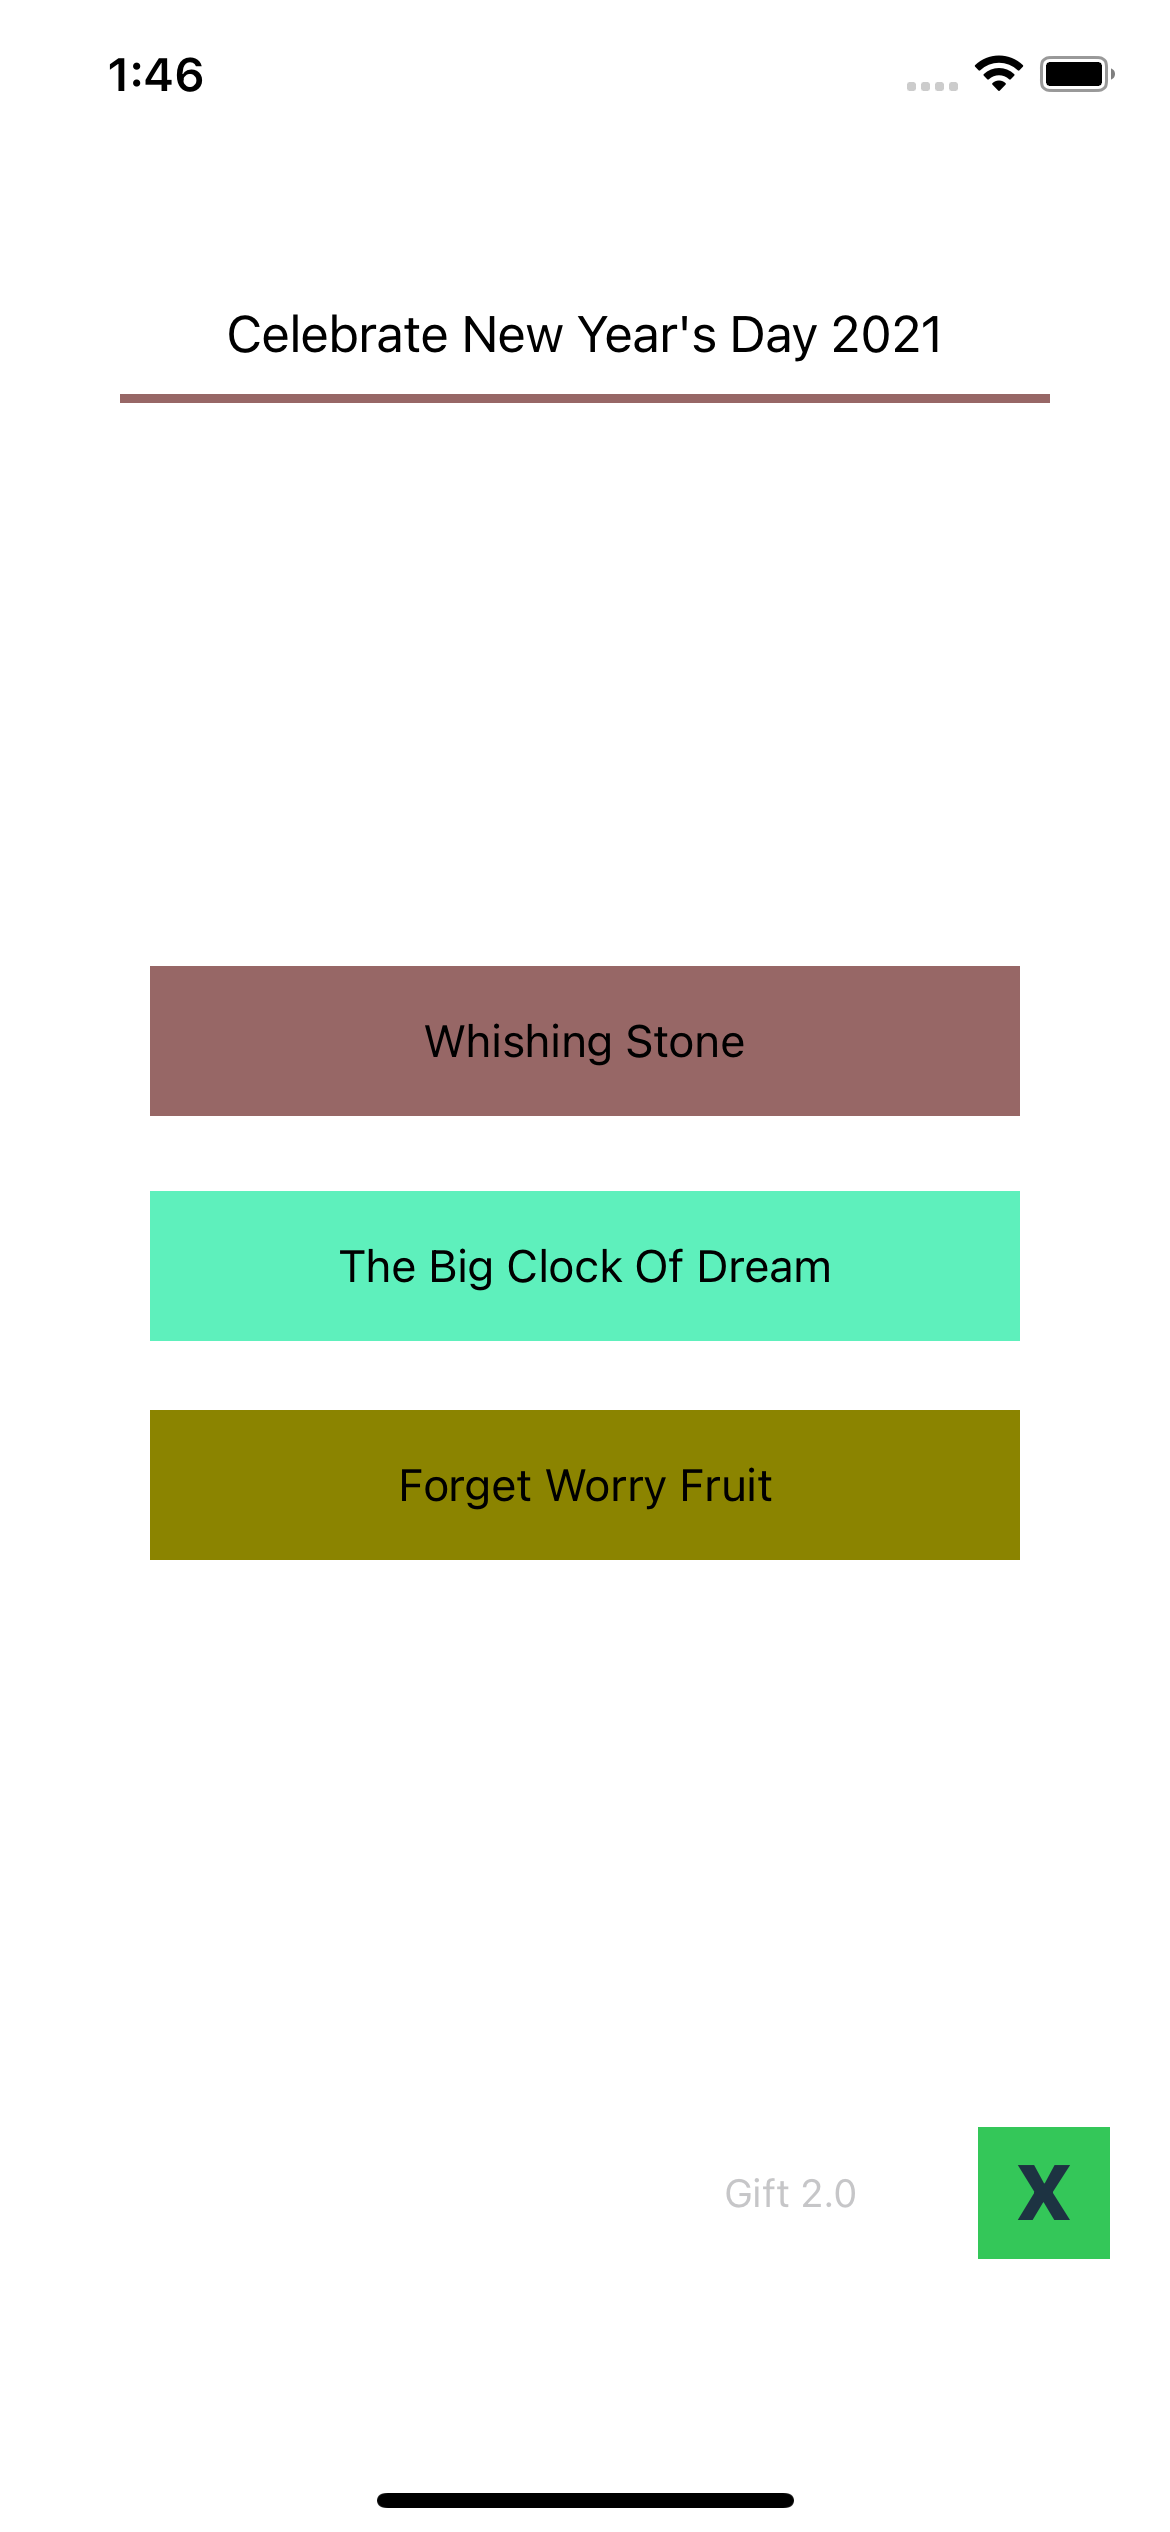 1:46
Celebrate New Year's Day 2021
Whishing Stone
The Big Clock Of Dream
Forget Worry Fruit
Gift 2.0
X